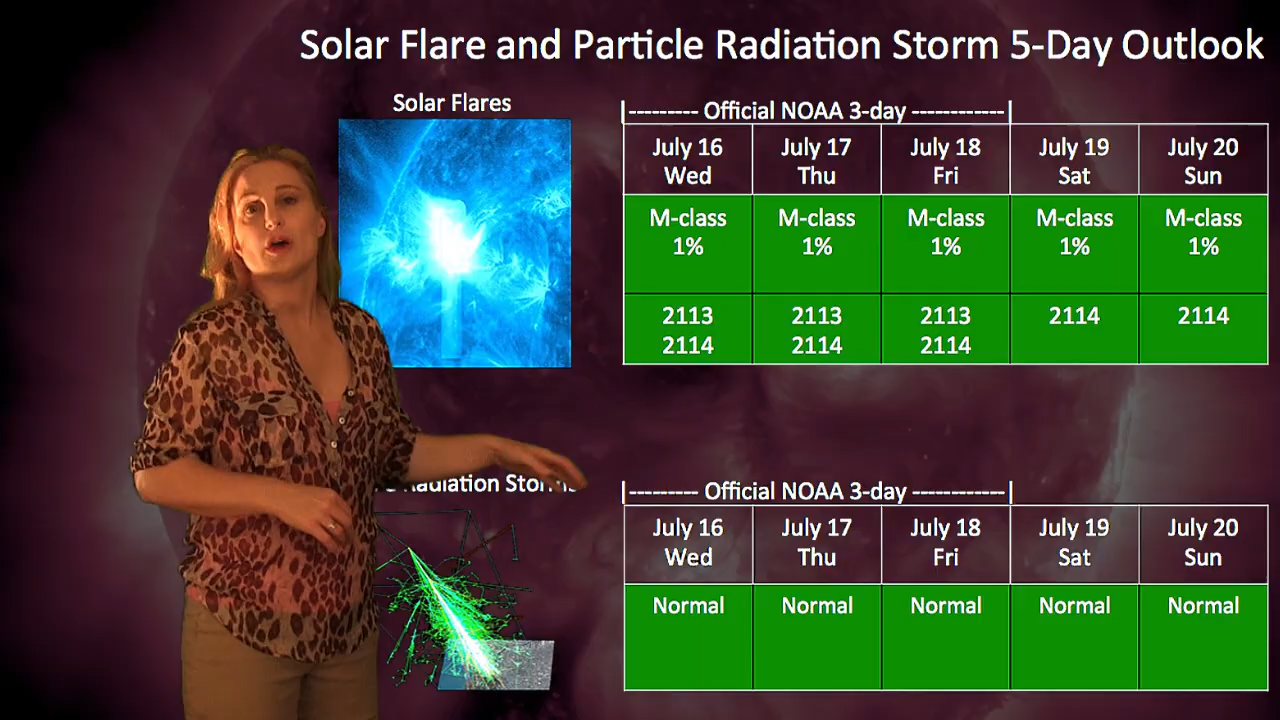 Solar Flare and Particle Radiation Storm 5-Day Outlook
Solar Flares
|--------- Official NOAA 3-day ------------|
July 16 July 17 July 18 July 19 July 20
Wed Thu Fri Sat Sun
M-class M-class M-class M-class M-class
1% 1% 1% 1% 1%
2113 2113 2113 2114 2114
2114 2114 2114
Radiation Storms
|--------- Official NOAA 3-day ------------|
July 16 July 17 July 18 July 19 July 20
Wed Thu Fri Sat Sun
Normal Normal Normal Normal Normal